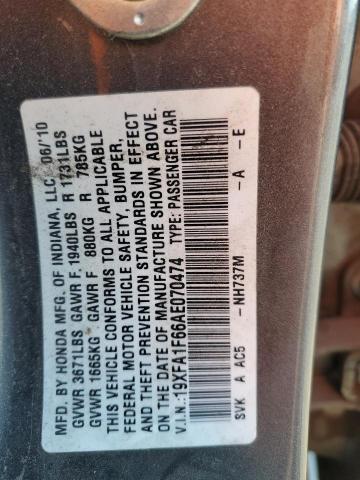 MFD. BY HONDA MFG. OF INDIANA, LLC 06/'10
GVWR 3671LBS GAWR F 1940LBS R 1731LBS
GVWR 1665KG GAWR F 880KG R 785KG
THIS VEHICLE CONFORMS TO ALL APPLICABLE
FEDERAL MOTOR VEHICLE SAFETY, BUMPER,
AND THEFT PREVENTION STANDARDS IN EFFECT
ON THE DATE OF MANUFACTURE SHOWN ABOVE.
V.I.N.: 19XFA1F66AE070474 TYPE: PASSENGER CAR
-NH737M -A -E
SVK A AC5